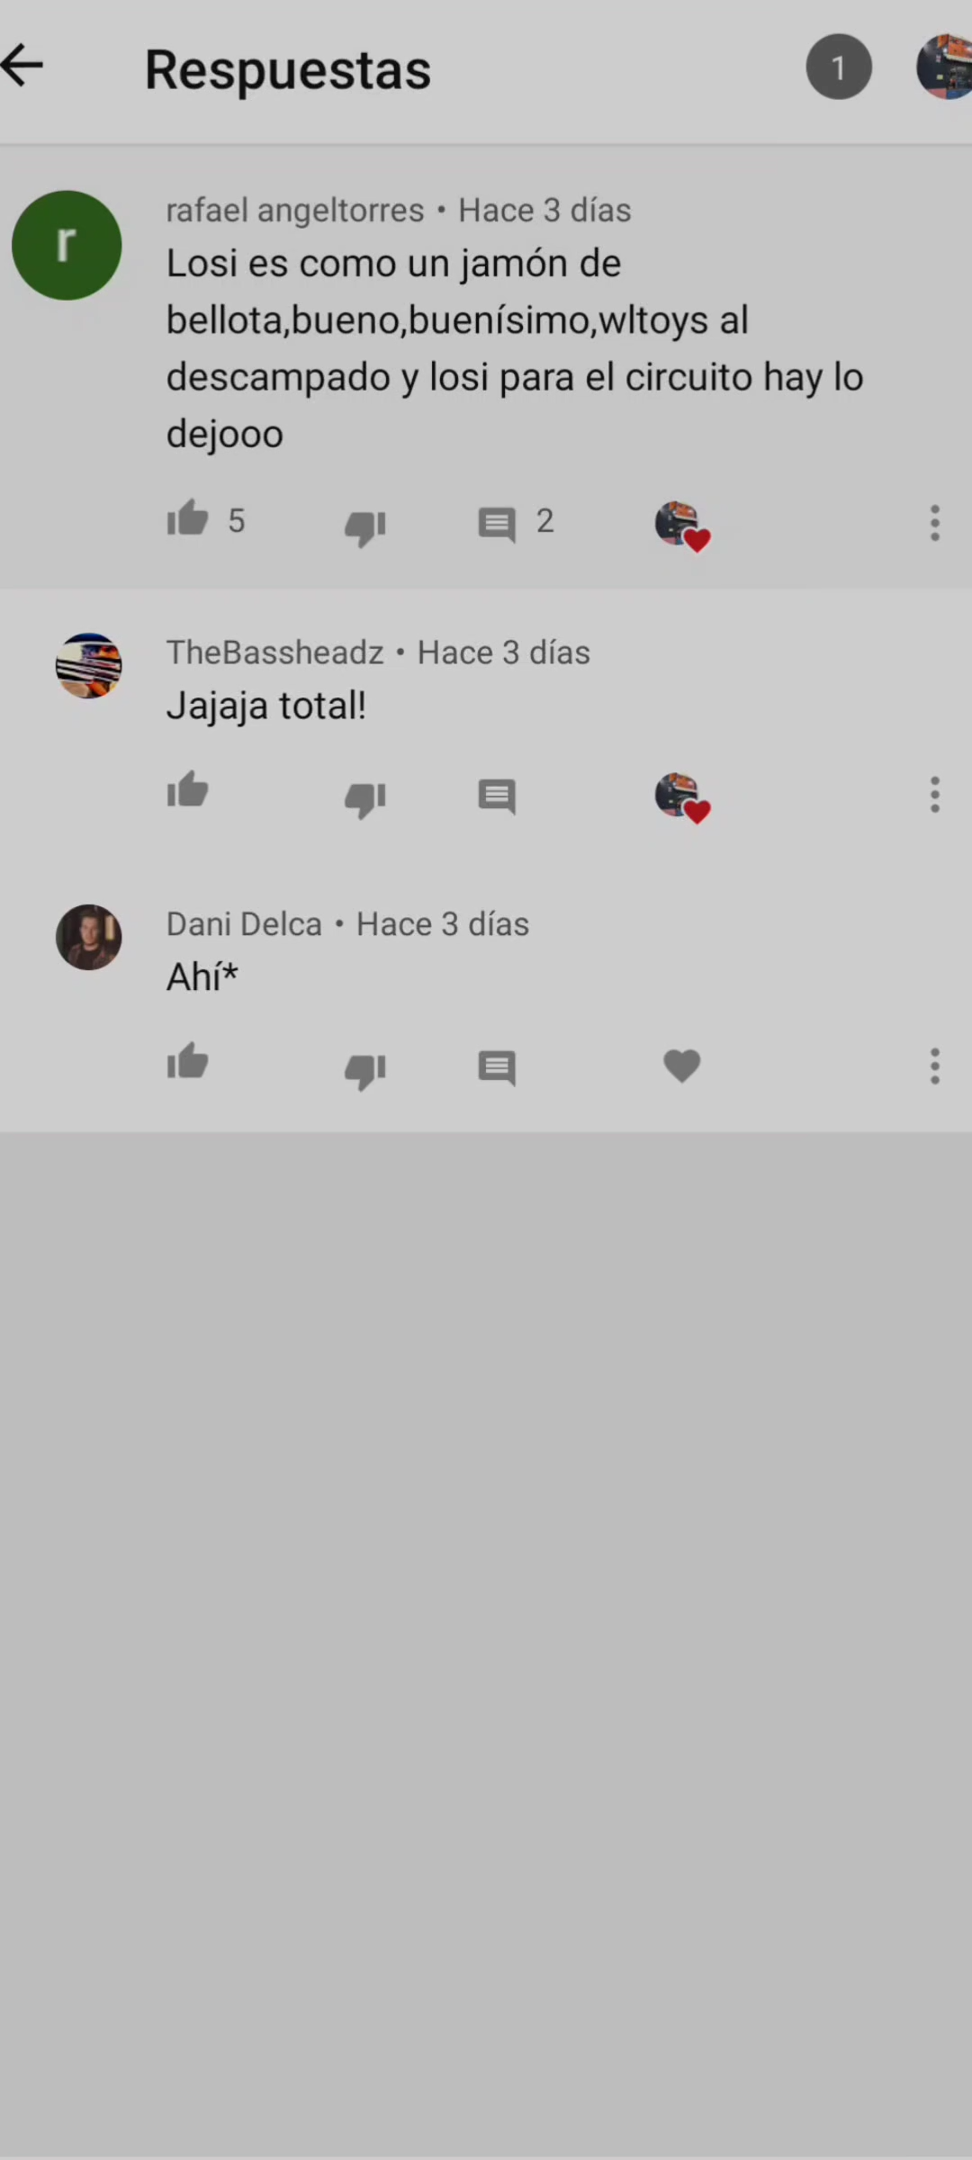 Respuestas
1
r
rafael angeltorres • Hace 3 días
Losi es como un jamón de
bellota,bueno,buenísimo,wltoys al
descampado y losi para el circuito hay lo
dejooo
5
2
TheBassheadz • Hace 3 días
Jajaja total!
Dani Delca • Hace 3 días
Ahí*